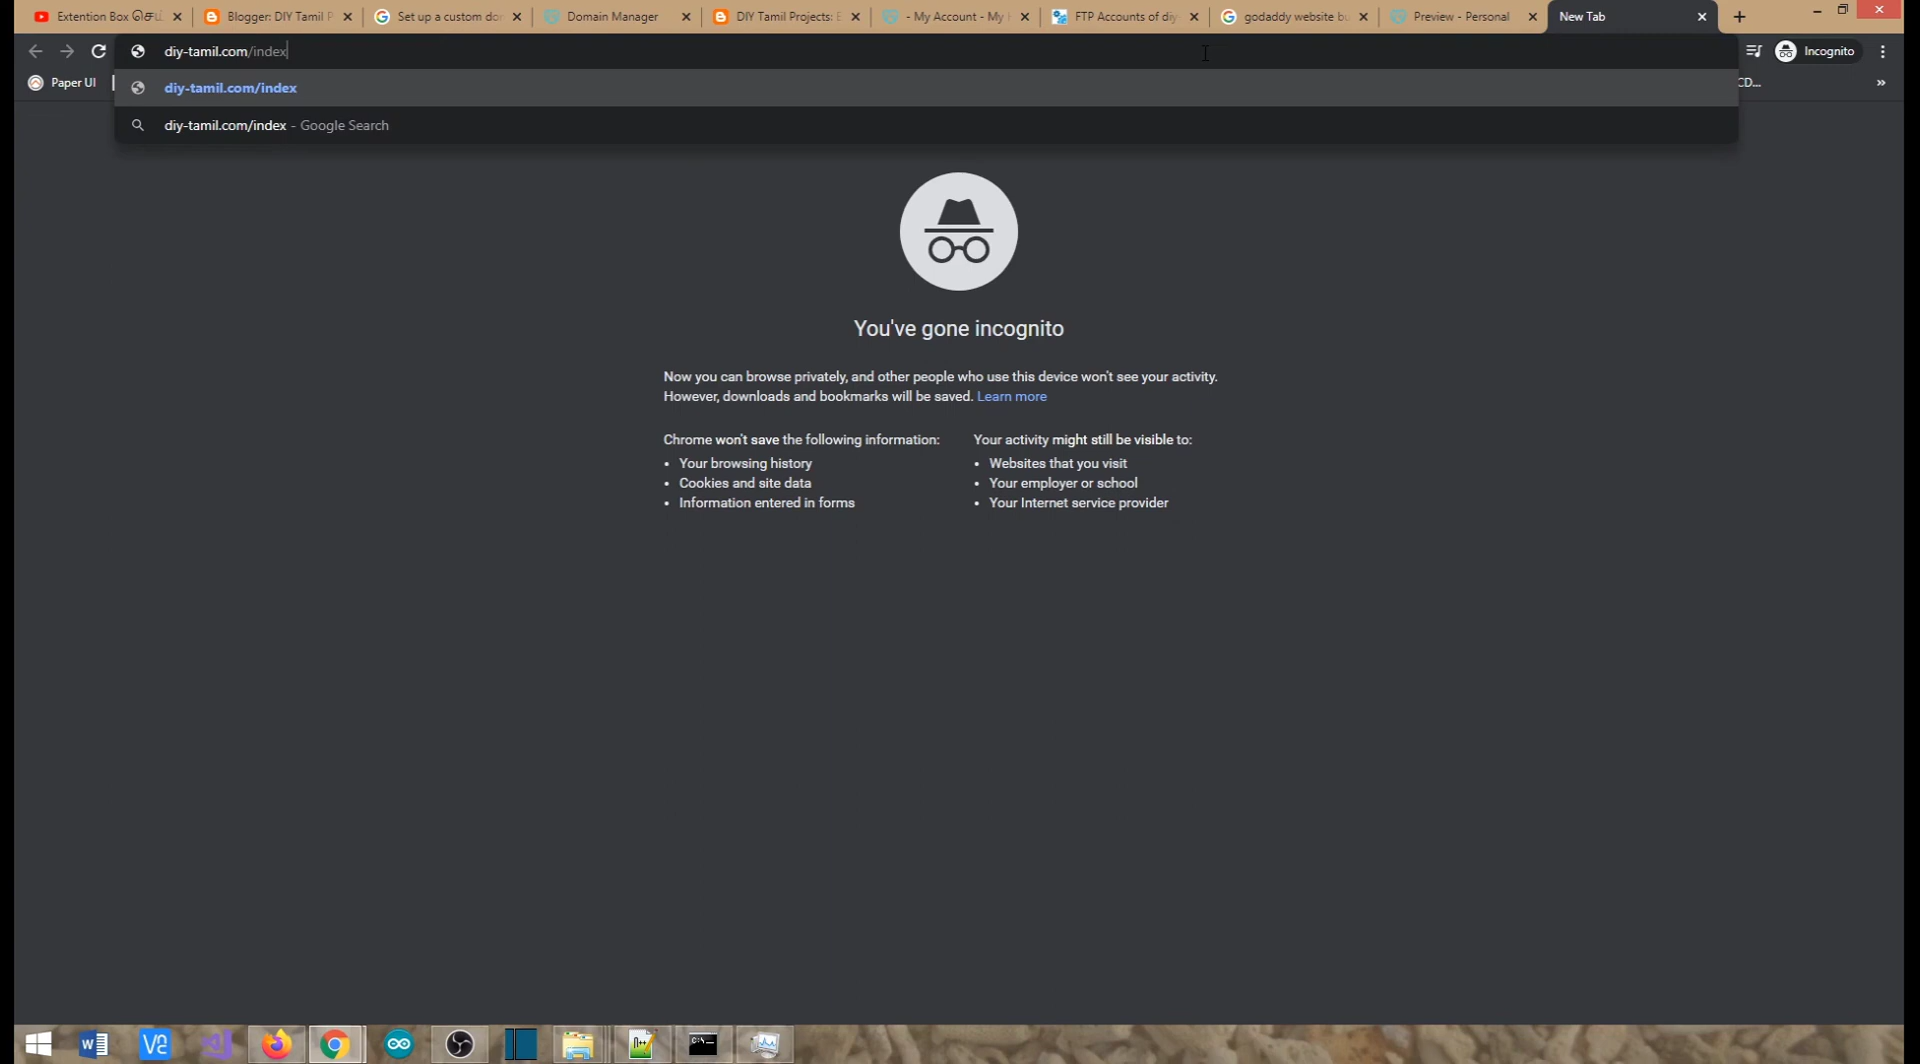 Extention Box செய்
Blogger: DIY Tamil P
Set up a custom do
Domain Manager
DIY Tamil Projects: E
- My Account - My H
FTP Accounts of diy
godaddy website bu
Preview - Personal
New Tab
diy-tamil.com/index
Incognito
Paper UI
CD...
»
diy-tamil.com/index
diy-tamil.com/index - Google Search
You've gone incognito
Now you can browse privately, and other people who use this device won't see your activity.
However, downloads and bookmarks will be saved. Learn more
Chrome won't save the following information:
• Your browsing history
• Cookies and site data
• Information entered in forms
Your activity might still be visible to:
• Websites that you visit
• Your employer or school
• Your Internet service provider